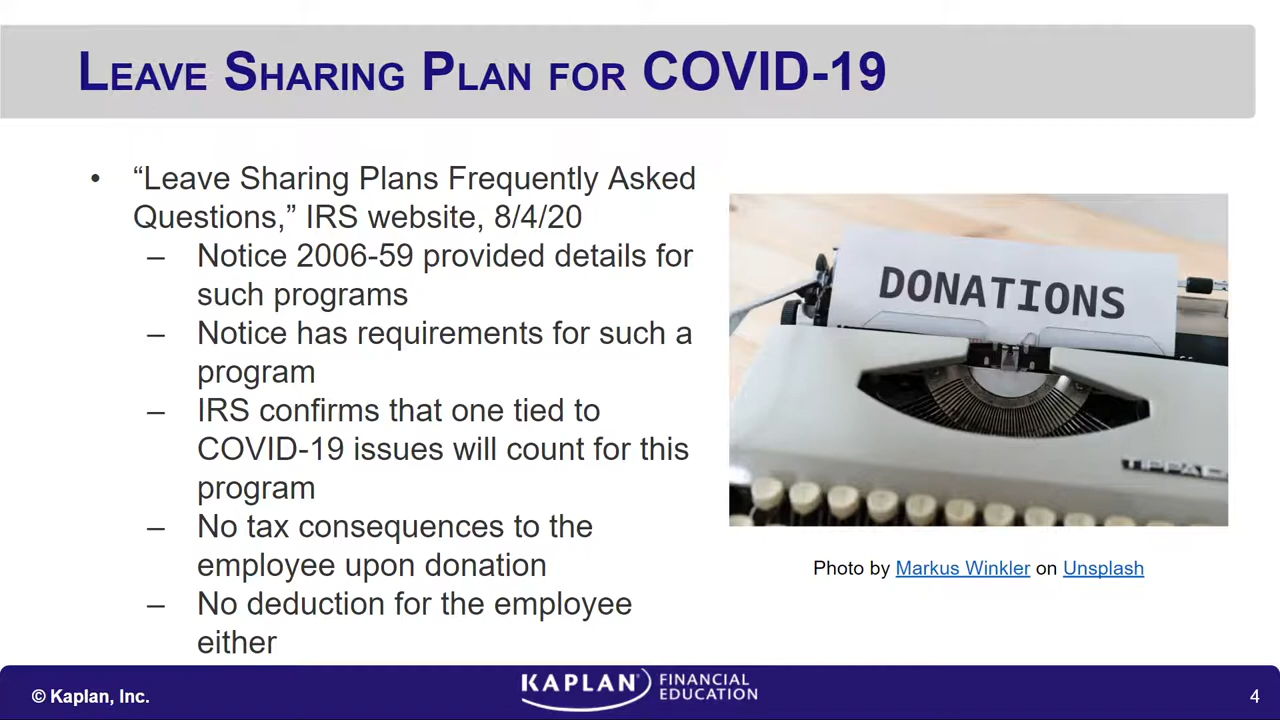 LEAVE SHARING PLAN FOR COVID-19
• “Leave Sharing Plans Frequently Asked
Questions,” IRS website, 8/4/20
– Notice 2006-59 provided details for
such programs
– Notice has requirements for such a
program
– IRS confirms that one tied to
COVID-19 issues will count for this
program
– No tax consequences to the
employee upon donation
– No deduction for the employee
either
DONATIONS
Photo by Markus Winkler on Unsplash
© Kaplan, Inc.
KAPLAN
FINANCIAL
EDUCATION
4